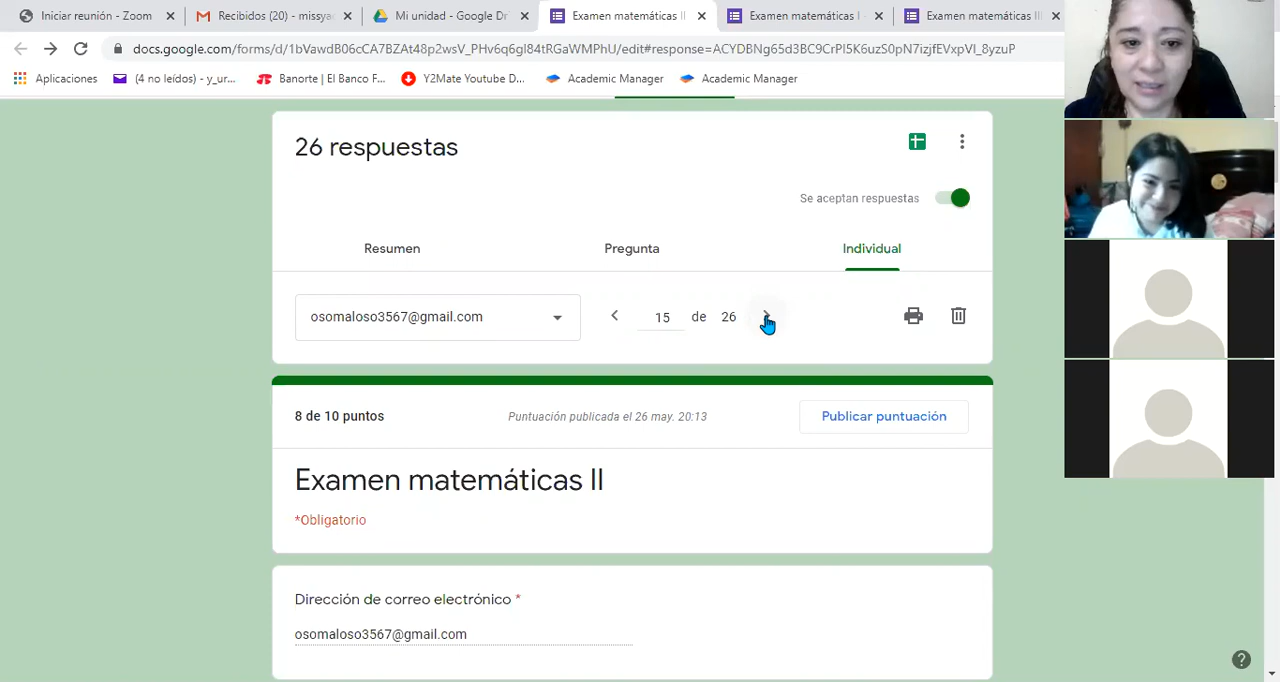 Iniciar reunión - Zoom
Recibidos (20) - missya
Mi unidad - Google Dr
Examen matemáticas II
Examen matemáticas I -
Examen matemáticas III
docs.google.com/forms/d/1bVawdB06cCA7BZAt49t2wsV_PHv6q6gl84tRGaWMPhU/edit#response=ACYDBNg65d3BC9CrPI5K6uzS0pN7izjfEVxpVI_8yzuP
Aplicaciones
(4 no leídos) - y_ur...
Banorte | El Banco F...
Y2Mate Youtube D...
Academic Manager
Academic Manager
26 respuestas
Se aceptan respuestas
Resumen
Pregunta
Individual
osomaloso3567@gmail.com
15 de 26
8 de 10 puntos
Puntuación publicada el 26 may. 20:13
Publicar puntuación
Examen matemáticas II
*Obligatorio
Dirección de correo electrónico *
osomaloso3567@gmail.com